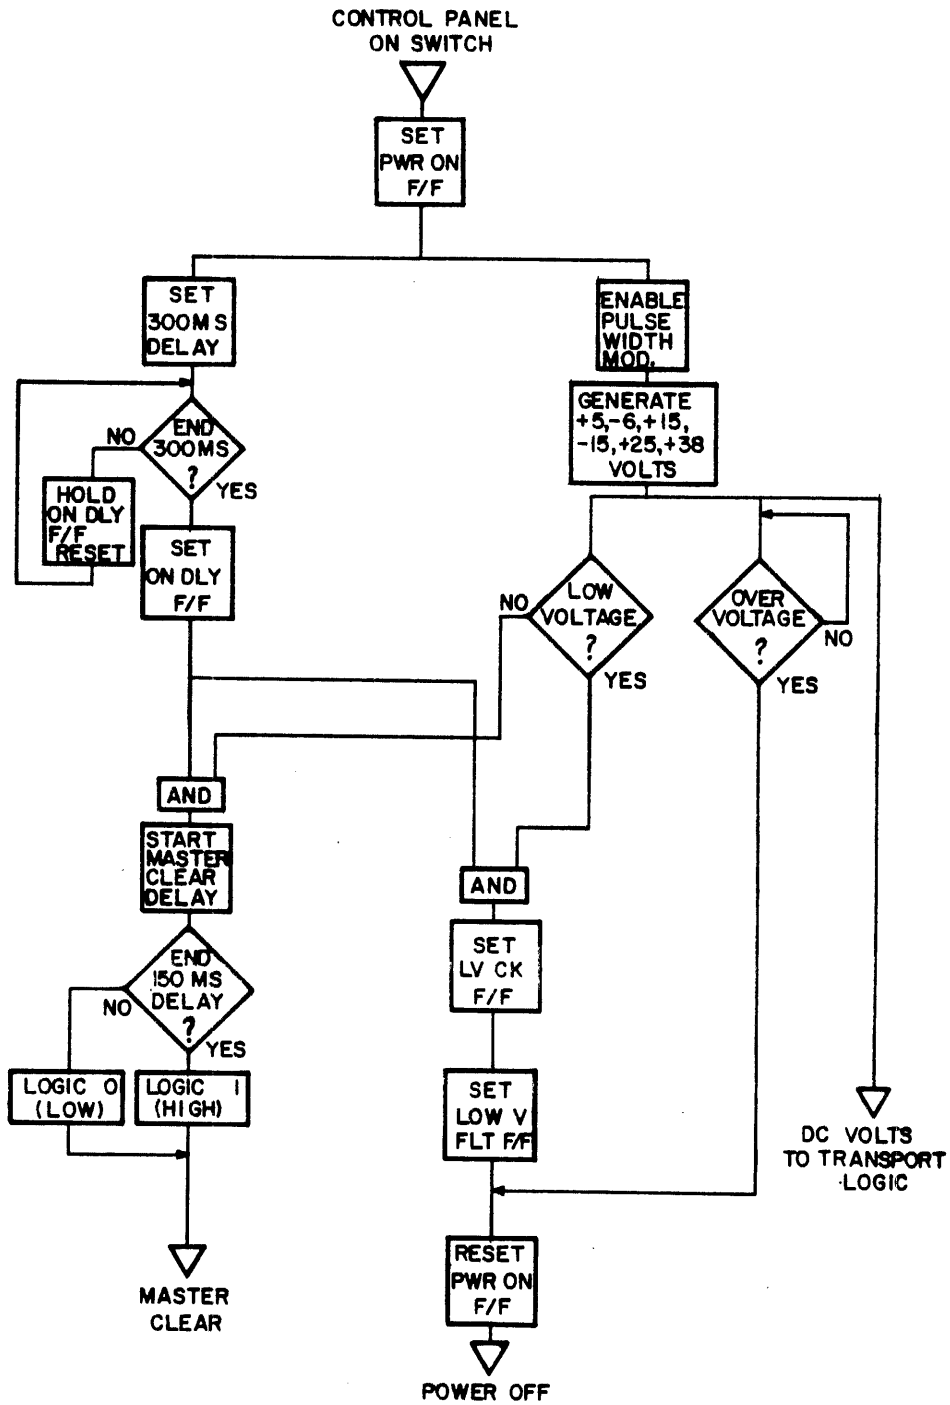 CONTROL PANEL
ON SWITCH
SET
PWR ON
F/F
SET
300MS
DELAY
ENABLE
PULSE
WIDTH
MOD.
GENERATE
+5,-6,+15,
-15,+25,+38
VOLTS
END
300MS
?
NO
YES
HOLD
ON DLY
F/F
RESET
SET
ON DLY
F/F
LOW
VOLTAGE
?
NO
YES
OVER
VOLTAGE
?
NO
YES
AND
START
MASTER
CLEAR
DELAY
AND
SET
LV CK
F/F
END
150 MS
DELAY
?
NO
YES
LOGIC 0
(LOW)
LOGIC 1
(HIGH)
SET
LOW V
FLT F/F
DC VOLTS
TO TRANSPORT
LOGIC
RESET
PWR ON
F/F
MASTER
CLEAR
POWER OFF